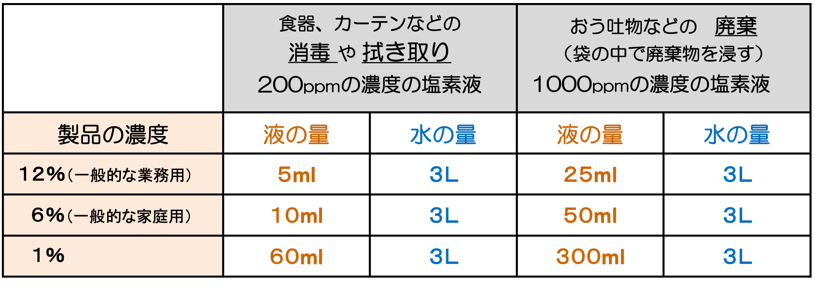 食器、カーテンなどの
消毒 や 拭き取り
200ppmの濃度の塩素液
おう吐物などの 廃棄
（袋の中で廃棄物を浸す）
1000ppmの濃度の塩素液
製品の濃度 液の量 水の量 液の量 水の量
12%（一般的な業務用） 5ml 3L 25ml 3L
6%（一般的な家庭用） 10ml 3L 50ml 3L
1% 60ml 3L 300ml 3L